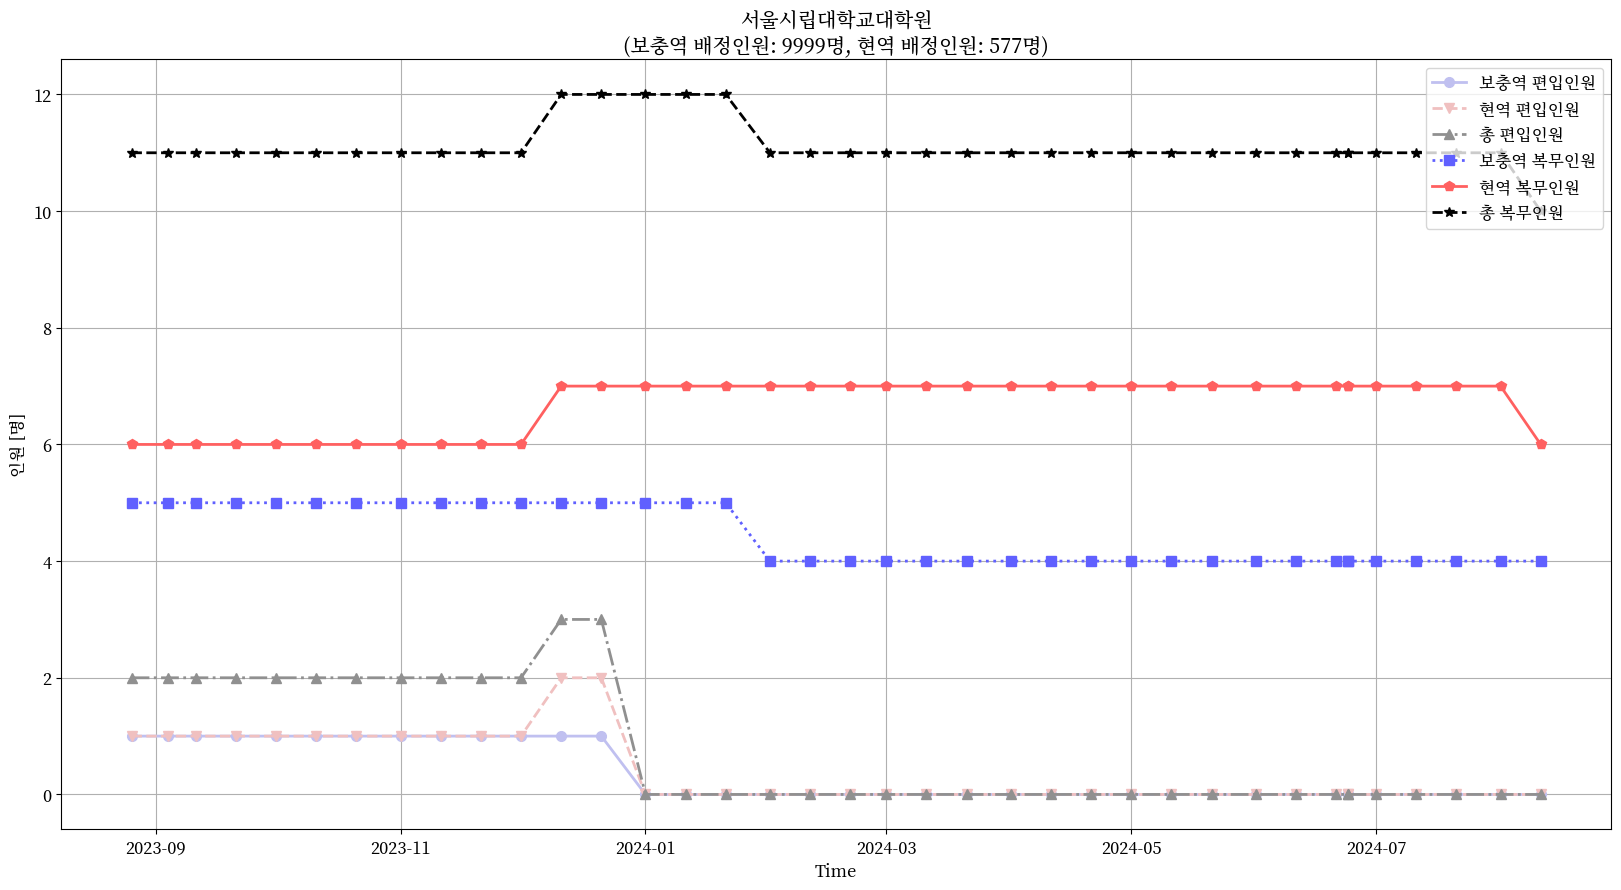 서울시립대학교대학원
(보충역 배정인원: 9999명, 현역 배정인원: 577명)
보충역 편입인원
현역 편입인원
총 편입인원
보충역 복무인원
현역 복무인원
총 복무인원
12
10
8
6
4
2
0
인원 [명]
2023-09
2023-11
2024-01
2024-03
2024-05
2024-07
Time